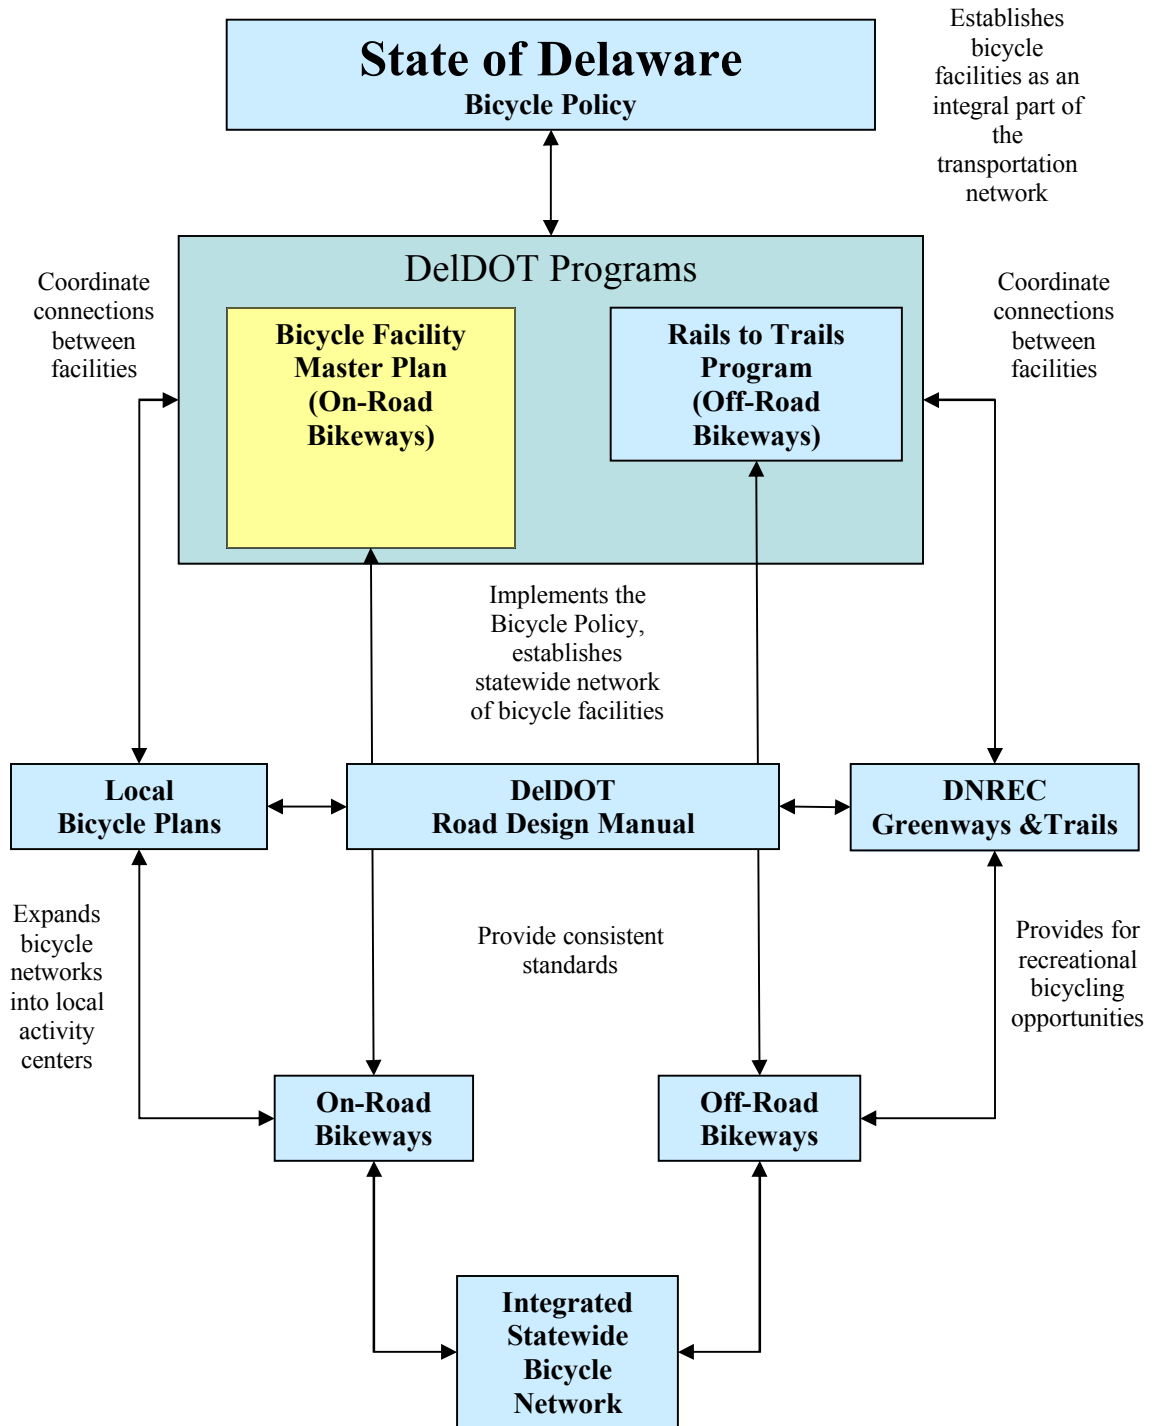 State of Delaware
Bicycle Policy
Establishes
bicycle
facilities as an
integral part of
the
transportation
network
DelDOT Programs
Coordinate
connections
between
facilities
Bicycle Facility
Master Plan
(On-Road
Bikeways)
Rails to Trails
Program
(Off-Road
Bikeways)
Coordinate
connections
between
facilities
Implements the
Bicycle Policy,
establishes
statewide network
of bicycle facilities
Local
Bicycle Plans
DelDOT
Road Design Manual
DNREC
Greenways &Trails
Expands
bicycle
networks
into local
activity
centers
Provide consistent
standards
Provides for
recreational
bicycling
opportunities
On-Road
Bikeways
Off-Road
Bikeways
Integrated
Statewide
Bicycle
Network